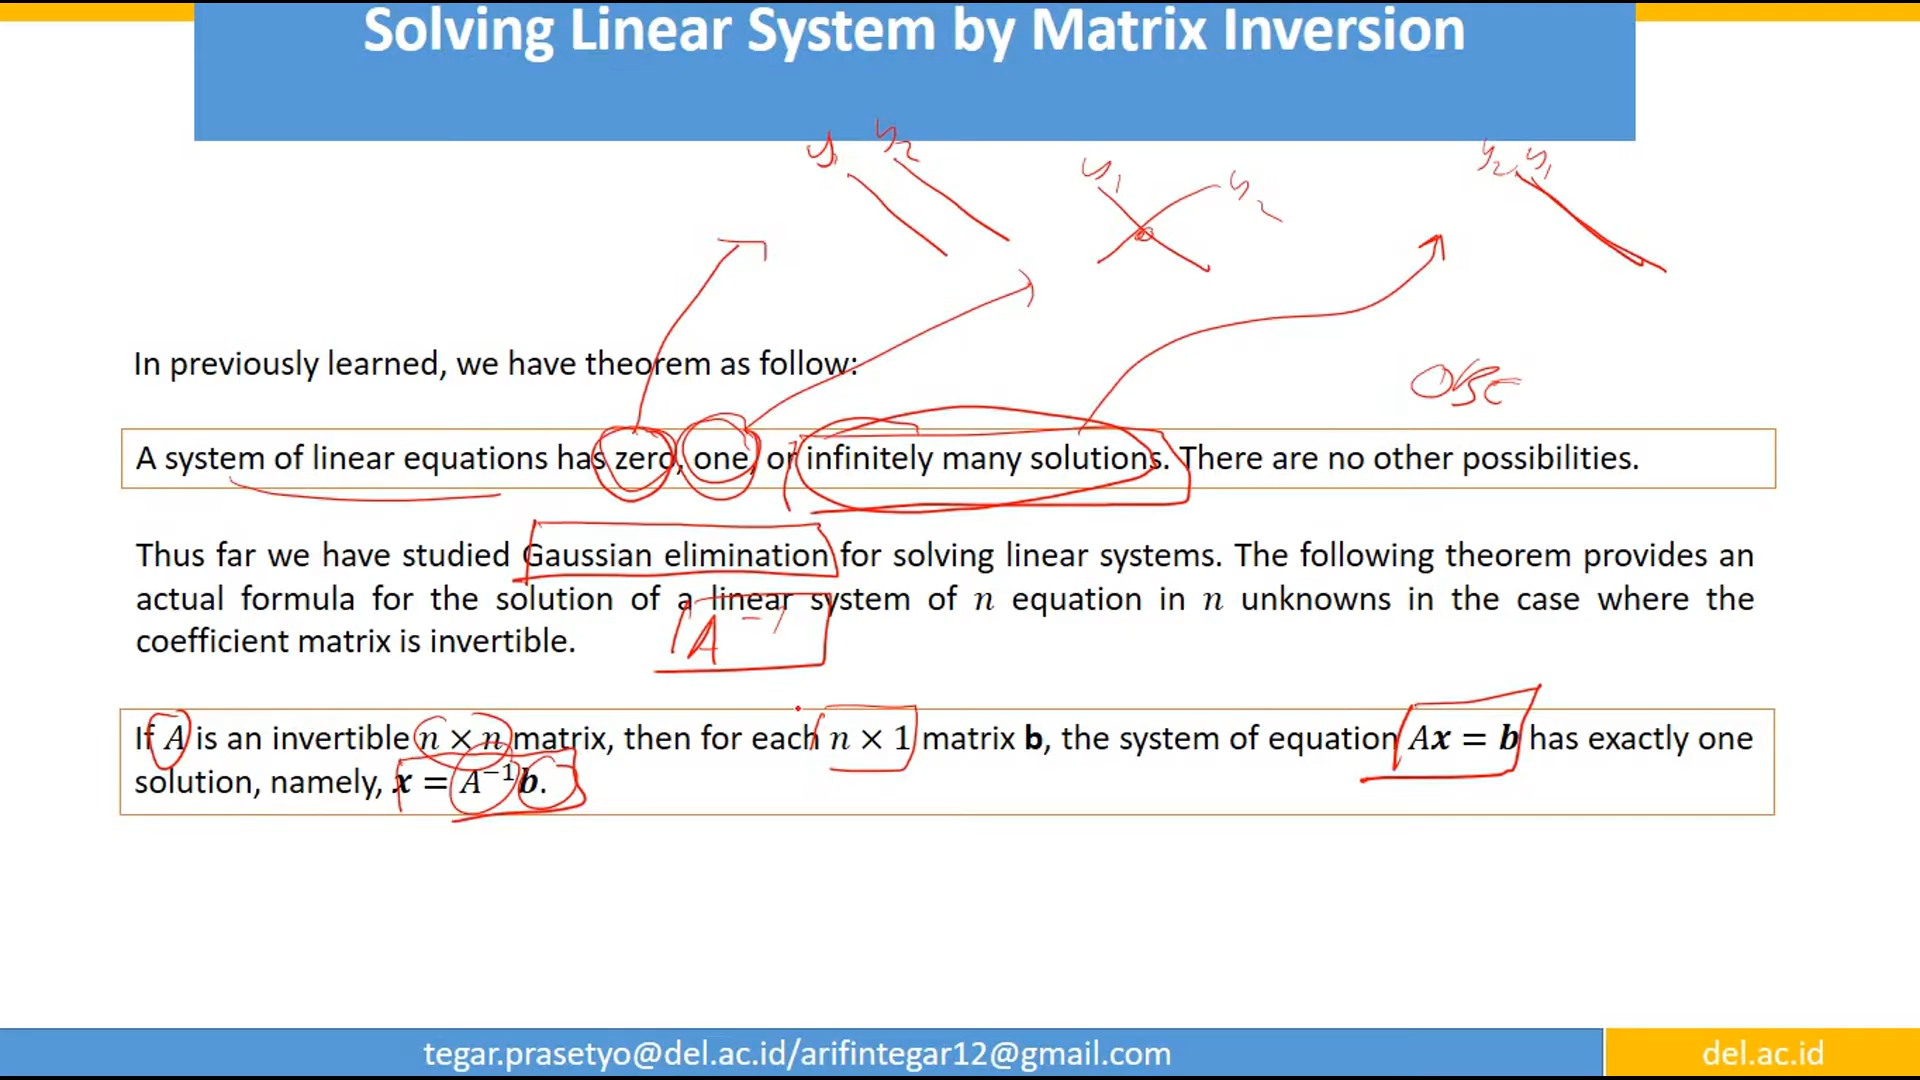 Solving Linear System by Matrix Inversion
y₁ y₂
y₁ y₂
y₂ y₁
In previously learned, we have theorem as follow:
OBE
A system of linear equations has zero, one, or infinitely many solutions. There are no other possibilities.
Thus far we have studied Gaussian elimination for solving linear systems. The following theorem provides an
actual formula for the solution of a linear system of n equation in n unknowns in the case where the
coefficient matrix is invertible.
A⁻¹
If A is an invertible n × n matrix, then for each n × 1 matrix b, the system of equation Ax = b has exactly one
solution, namely, x = A⁻¹b.
tegar.prasetyo@del.ac.id/arifintegar12@gmail.com
del.ac.id